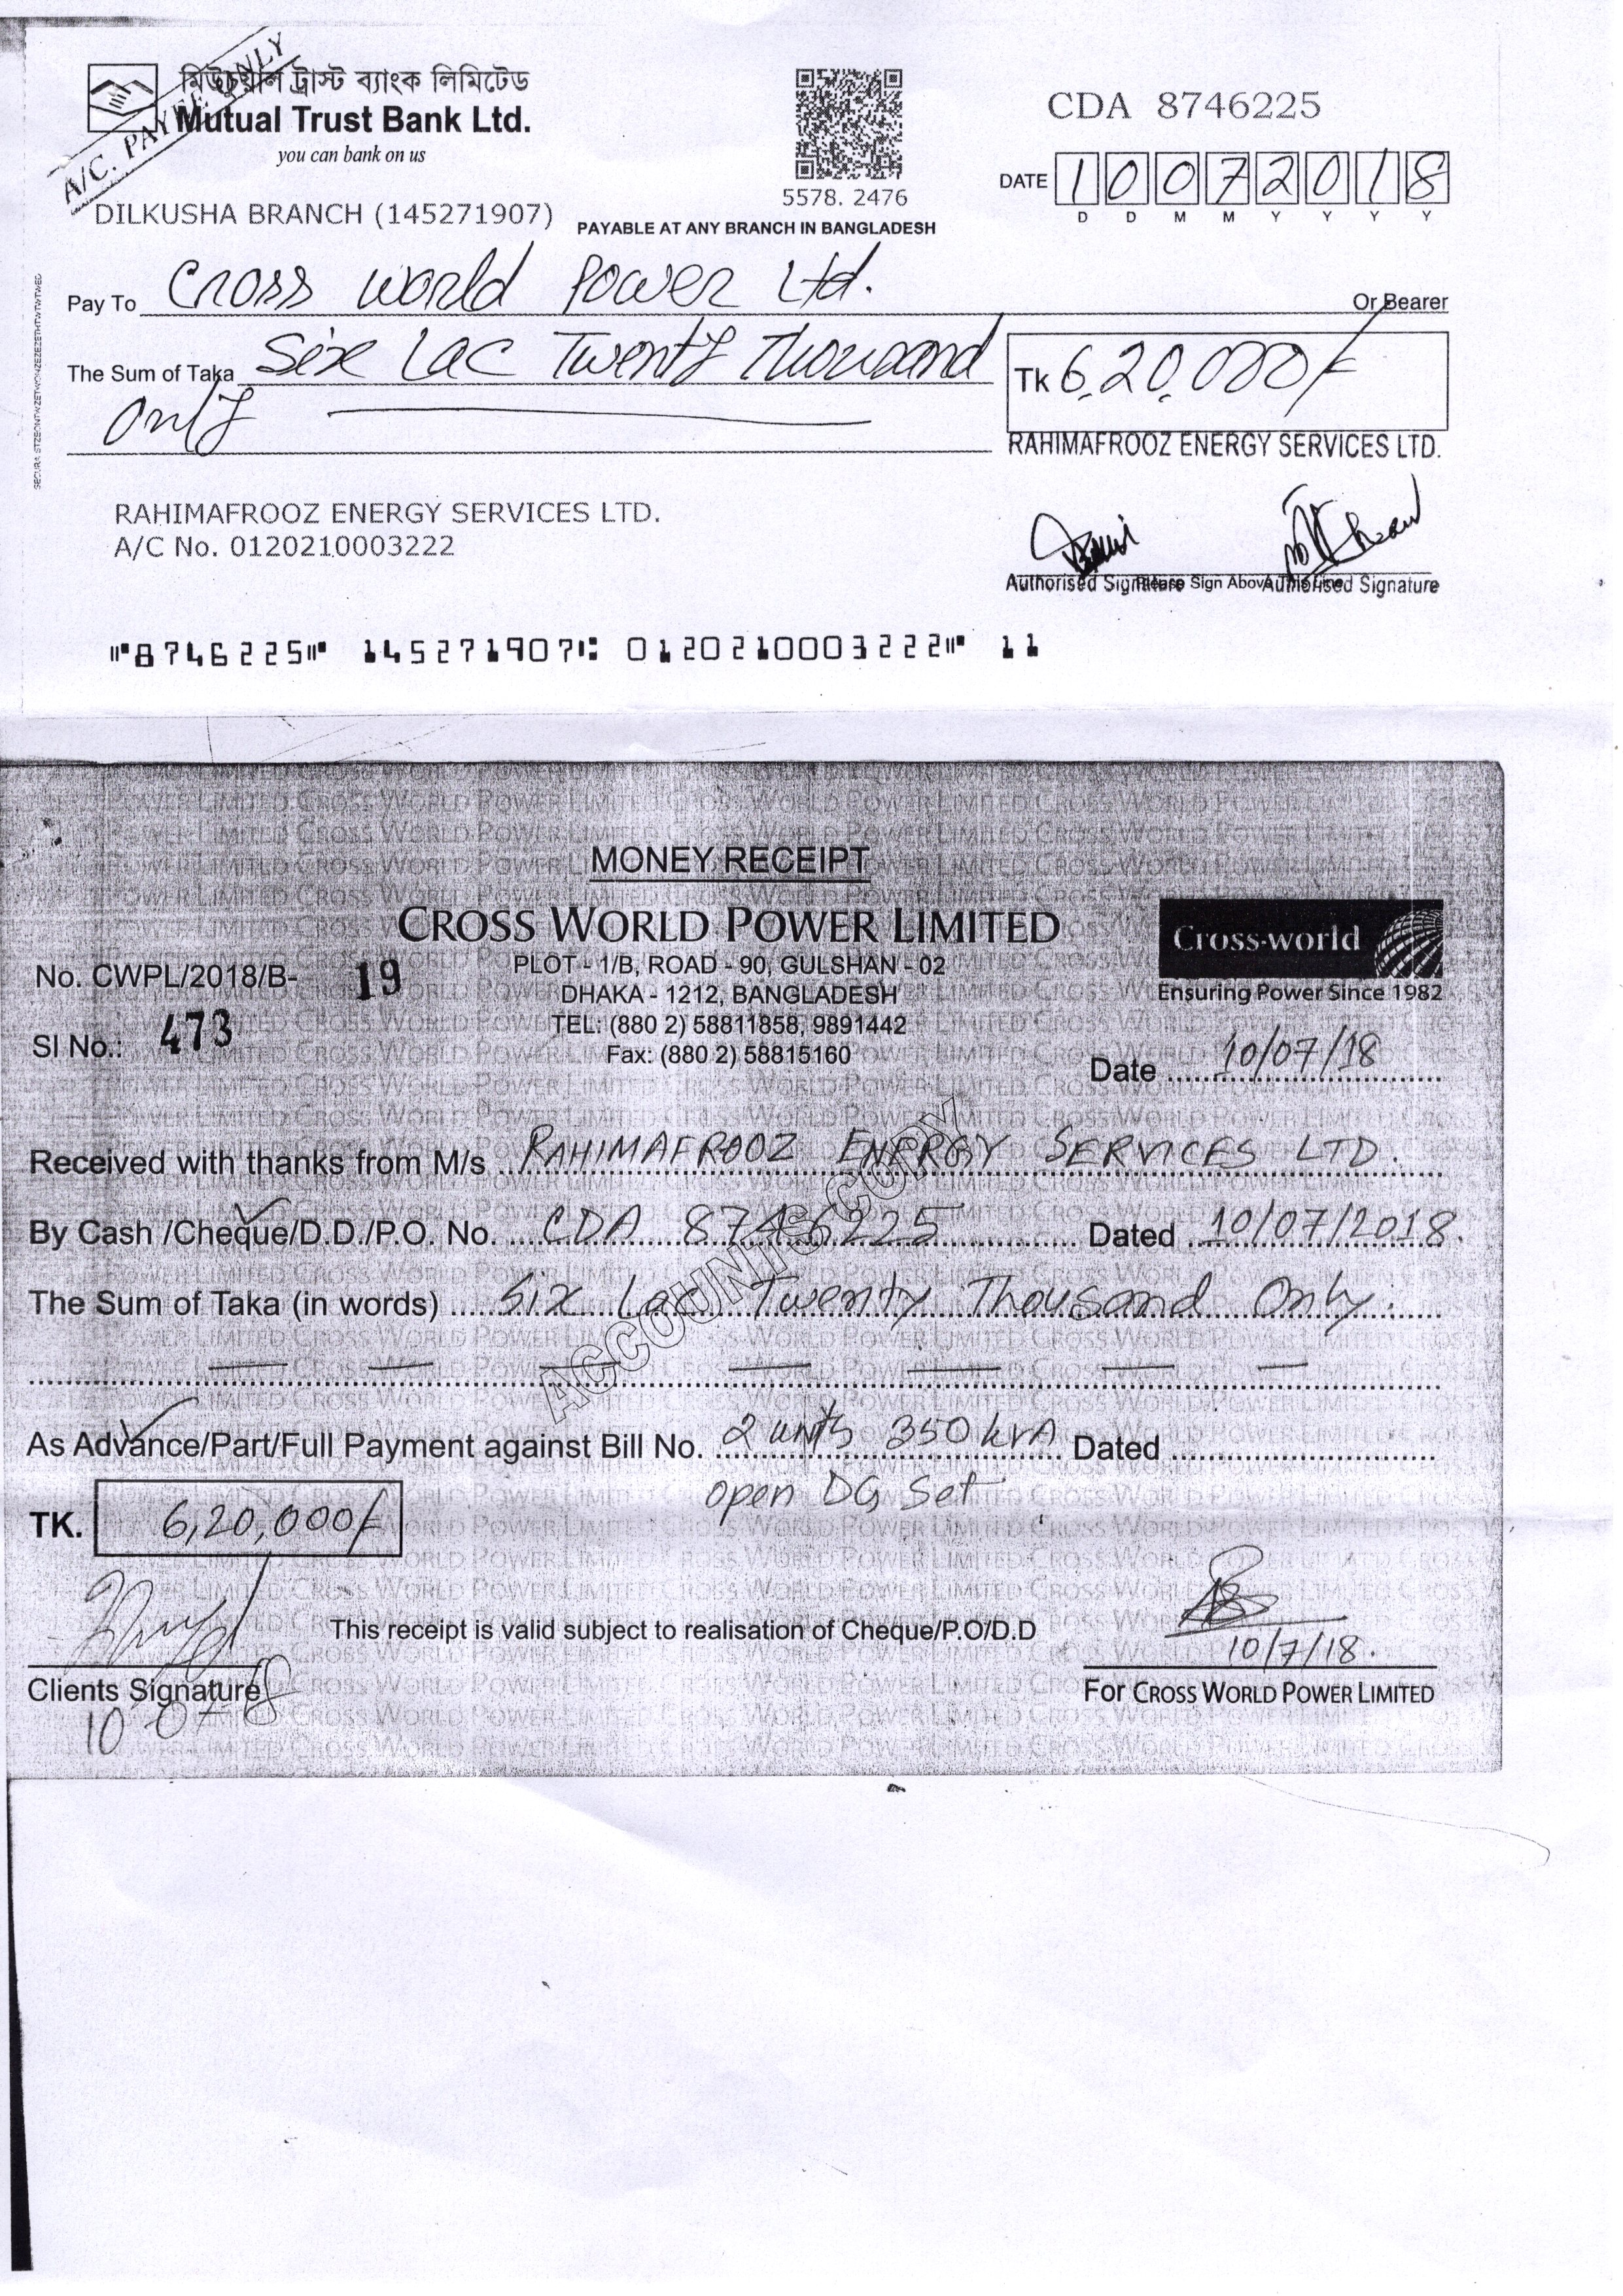 মিউচুয়াল ট্রাস্ট ব্যাংক লিমিটেড
Mutual Trust Bank Ltd.
you can bank on us
A/C. PAYEE ONLY
DILKUSHA BRANCH (145271907)
5578. 2476
PAYABLE AT ANY BRANCH IN BANGLADESH
CDA 8746225
DATE 10072018
D D M M Y Y Y Y
Pay To Cross World Power Ltd. Or Bearer
The Sum of Taka Six Lac Twenty Thousand
only
Tk 6,20,000/-
RAHIMAFROOZ ENERGY SERVICES LTD.
RAHIMAFROOZ ENERGY SERVICES LTD.
A/C No. 0120210003222
Authorised Signature Please Sign Above This Line Authorised Signature
⑈8746225⑈ 145271907⑆ 0120210003222⑈ 11
MONEY RECEIPT
CROSS WORLD POWER LIMITED
PLOT - 1/B, ROAD - 90, GULSHAN - 02
DHAKA - 1212, BANGLADESH
TEL: (880 2) 58811858, 9891442
Fax: (880 2) 58815160
Cross-world
Ensuring Power Since 1982
No. CWPL/2018/B- 19
Sl No.: 473
Date 10/07/18
Received with thanks from M/s RAHIMAFROOZ ENERGY SERVICES LTD.
By Cash /Cheque/D.D./P.O. No. CDA 8746225 Dated 10/07/2018.
The Sum of Taka (in words) Six Lac Twenty Thousand Only.
ACCOUNTS COPY
As Advance/Part/Full Payment against Bill No. 2 units 350 kVA Dated
open DG Set
TK. 6,20,000/-
This receipt is valid subject to realisation of Cheque/P.O/D.D
10/7/18.
Clients Signature
10 07 18
For CROSS WORLD POWER LIMITED